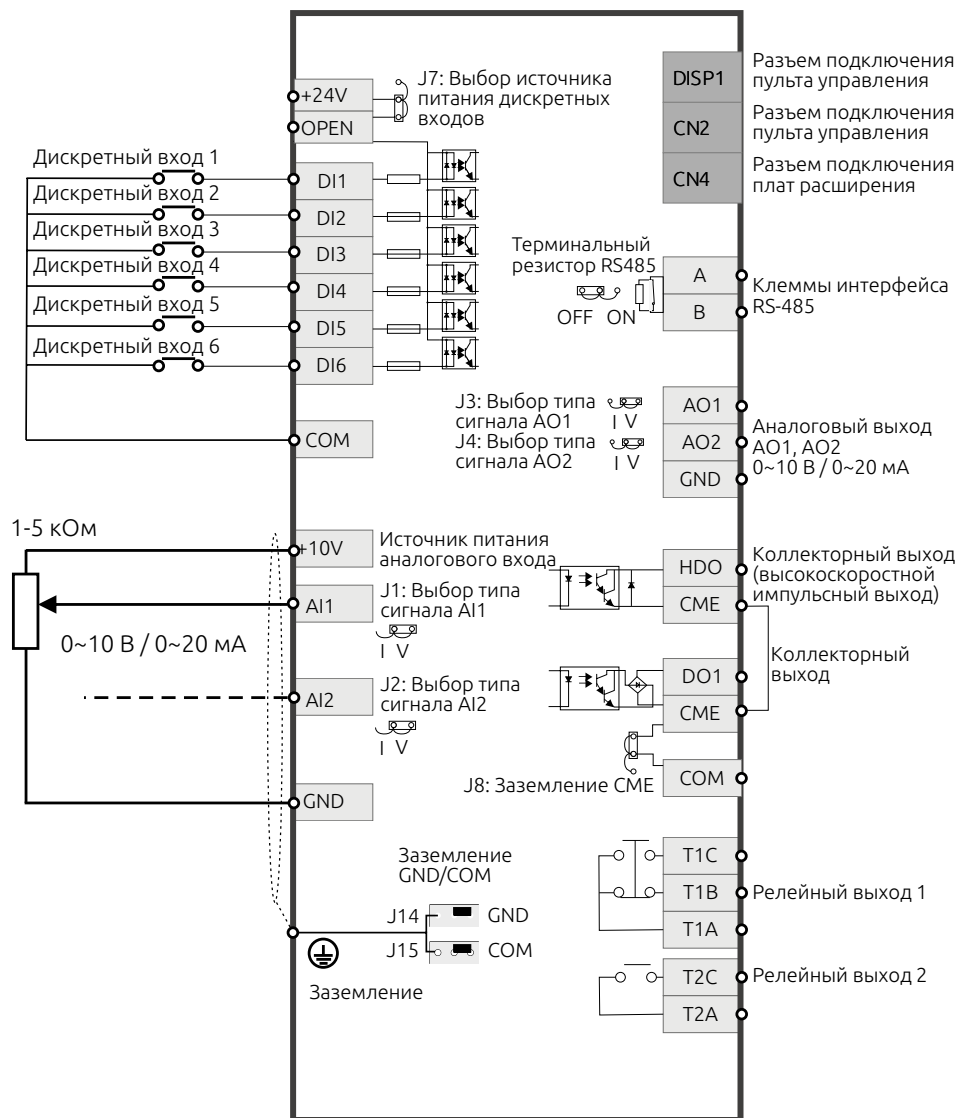 +24V
OPEN
J7: Выбор источника
питания дискретных
входов
DISP1
Разъем подключения
пульта управления
CN2
Разъем подключения
пульта управления
CN4
Разъем подключения
плат расширения
Дискретный вход 1
DI1
Дискретный вход 2
DI2
Дискретный вход 3
DI3
Дискретный вход 4
DI4
Дискретный вход 5
DI5
Дискретный вход 6
DI6
COM
Терминальный
резистор RS485
OFF ON
A
B
Клеммы интерфейса
RS-485
J3: Выбор типа
сигнала AO1
I V
J4: Выбор типа
сигнала AO2
I V
AO1
AO2
GND
Аналоговый выход
AO1, AO2
0~10 В / 0~20 мА
1-5 кОм
+10V
Источник питания
аналогового входа
AI1
J1: Выбор типа
сигнала AI1
I V
0~10 В / 0~20 мА
AI2
J2: Выбор типа
сигнала AI2
I V
GND
HDO
CME
Коллекторный выход
(высокоскоростной
импульсный выход)
DO1
CME
Коллекторный
выход
J8: Заземление CME
COM
Заземление
GND/COM
J14
GND
J15
COM
Заземление
T1C
T1B
T1A
Релейный выход 1
T2C
T2A
Релейный выход 2